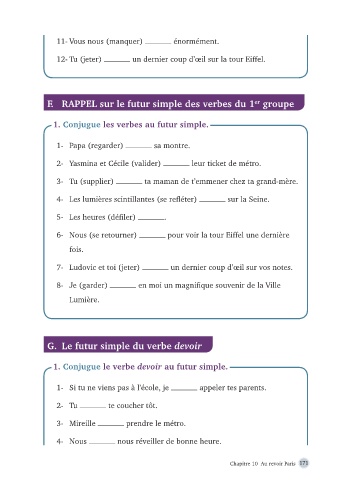 11- Vous nous (manquer) ________ énormément.
12- Tu (jeter) ________ un dernier coup d'œil sur la tour Eiffel.
F. RAPPEL sur le futur simple des verbes du 1er groupe
1. Conjugue les verbes au futur simple.
1- Papa (regarder) ________ sa montre.
2- Yasmina et Cécile (valider) ________ leur ticket de métro.
3- Tu (supplier) ________ ta maman de t'emmener chez ta grand-mère.
4- Les lumières scintillantes (se refléter) ________ sur la Seine.
5- Les heures (défiler) ________.
6- Nous (se retourner) ________ pour voir la tour Eiffel une dernière
fois.
7- Ludovic et toi (jeter) ________ un dernier coup d'œil sur vos notes.
8- Je (garder) ________ en moi un magnifique souvenir de la Ville
Lumière.
G. Le futur simple du verbe devoir
1. Conjugue le verbe devoir au futur simple.
1- Si tu ne viens pas à l'école, je ________ appeler tes parents.
2- Tu ________ te coucher tôt.
3- Mireille ________ prendre le métro.
4- Nous ________ nous réveiller de bonne heure.
Chapitre 10 Au revoir Paris 171